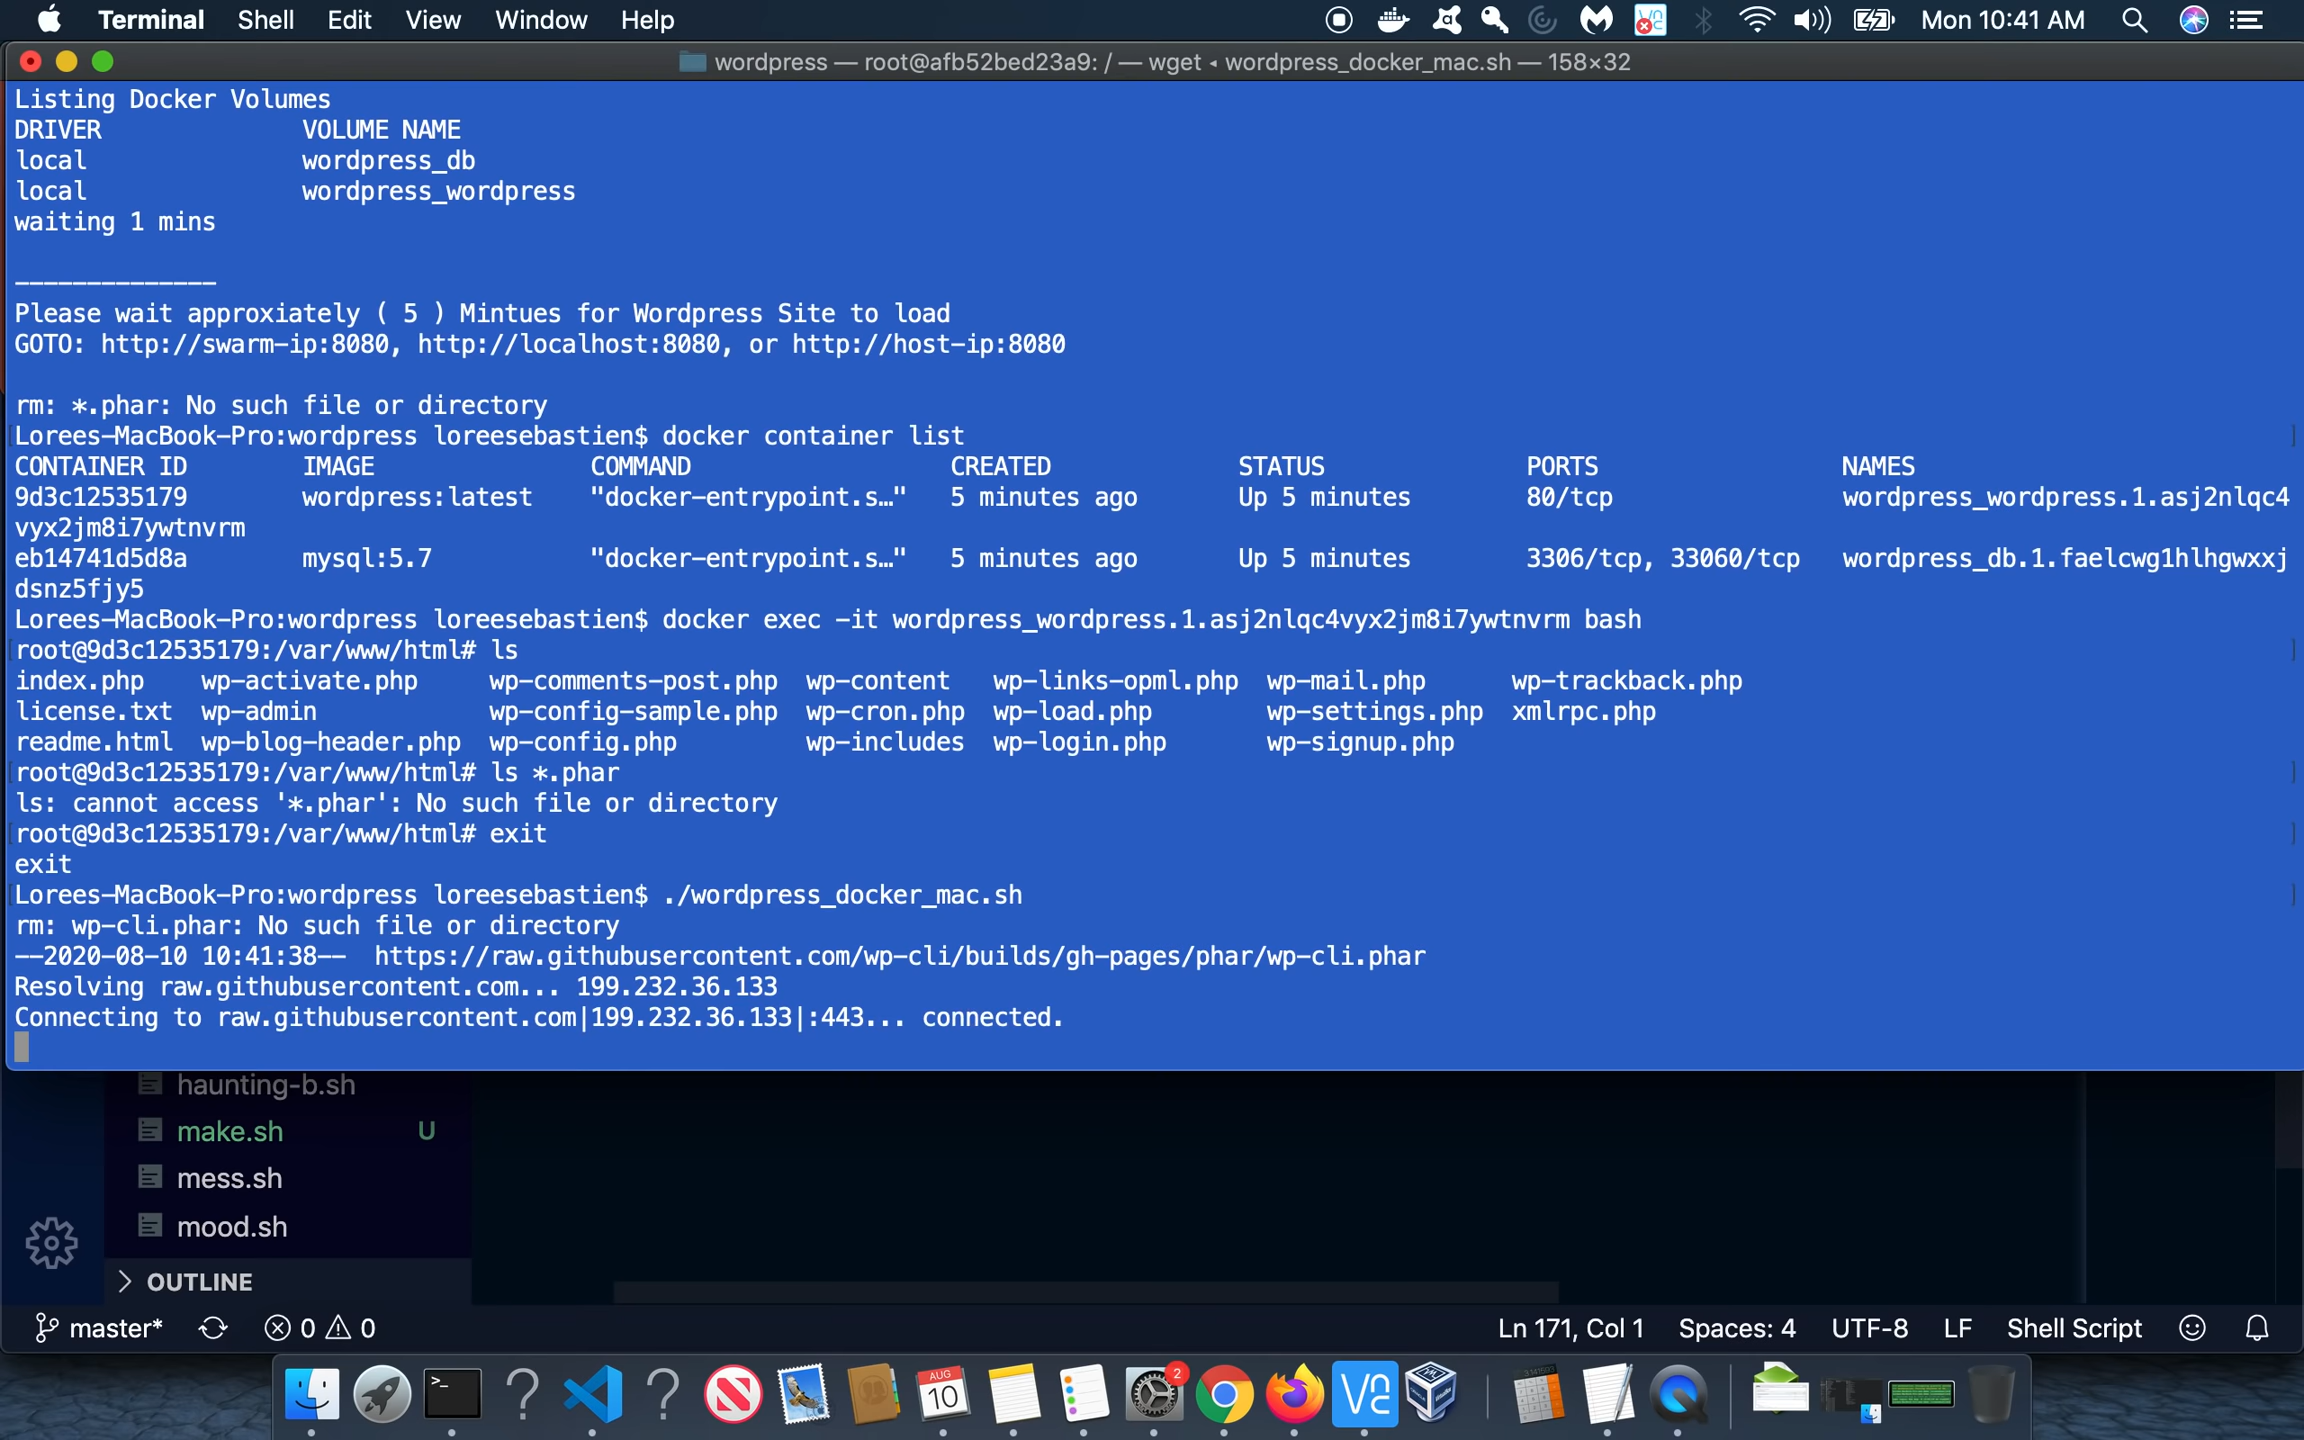 Terminal Shell Edit View Window Help Mon 10:41 AM
wordpress — root@afb52bed23a9: / — wget ◂ wordpress_docker_mac.sh — 158×32
Listing Docker Volumes
DRIVER VOLUME NAME
local wordpress_db
local wordpress_wordpress
waiting 1 mins
--------------
Please wait approxiately ( 5 ) Mintues for Wordpress Site to load
GOTO: http://swarm-ip:8080, http://localhost:8080, or http://host-ip:8080
rm: *.phar: No such file or directory
[Lorees-MacBook-Pro:wordpress loreesebastien$ docker container list ]
CONTAINER ID IMAGE COMMAND CREATED STATUS PORTS NAMES
9d3c12535179 wordpress:latest "docker-entrypoint.s…" 5 minutes ago Up 5 minutes 80/tcp wordpress_wordpress.1.asj2nlqc4
vyx2jm8i7ywtnvrm
eb14741d5d8a mysql:5.7 "docker-entrypoint.s…" 5 minutes ago Up 5 minutes 3306/tcp, 33060/tcp wordpress_db.1.faelcwg1hlhgwxxj
dsnz5fjy5
Lorees-MacBook-Pro:wordpress loreesebastien$ docker exec -it wordpress_wordpress.1.asj2nlqc4vyx2jm8i7ywtnvrm bash
[root@9d3c12535179:/var/www/html# ls ]
index.php wp-activate.php wp-comments-post.php wp-content wp-links-opml.php wp-mail.php wp-trackback.php
license.txt wp-admin wp-config-sample.php wp-cron.php wp-load.php wp-settings.php xmlrpc.php
readme.html wp-blog-header.php wp-config.php wp-includes wp-login.php wp-signup.php
[root@9d3c12535179:/var/www/html# ls *.phar ]
ls: cannot access '*.phar': No such file or directory
[root@9d3c12535179:/var/www/html# exit ]
exit
[Lorees-MacBook-Pro:wordpress loreesebastien$ ./wordpress_docker_mac.sh ]
rm: wp-cli.phar: No such file or directory
--2020-08-10 10:41:38-- https://raw.githubusercontent.com/wp-cli/builds/gh-pages/phar/wp-cli.phar
Resolving raw.githubusercontent.com... 199.232.36.133
Connecting to raw.githubusercontent.com|199.232.36.133|:443... connected.
haunting-b.sh
make.sh U
mess.sh
mood.sh
OUTLINE
master* 0 0 Ln 171, Col 1 Spaces: 4 UTF-8 LF Shell Script
AUG
10
2